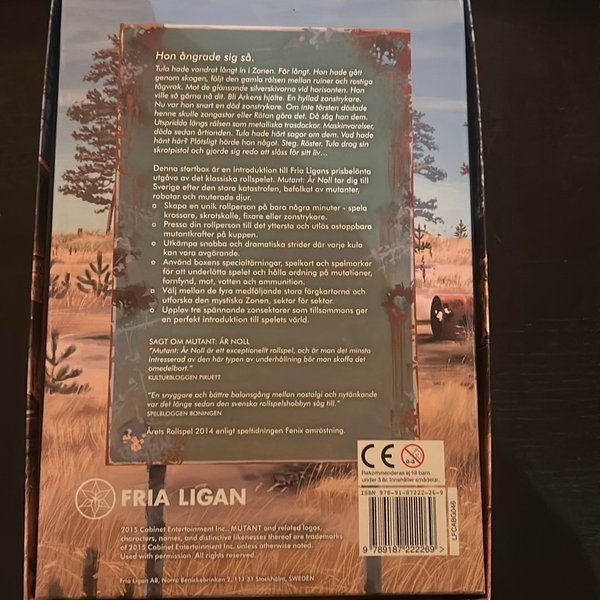 Hon ångrade sig så.
Tula hade vandrat långt in i Zonen. För långt. Hon hade gått
genom skogen, följt den gamla rälsen mellan ruiner och rostiga
tågvrak. Mot de glänsande silverskivarna vid horisonten. Hon
ville så gärna nå dit. Bli Arkens hjälte. En hyllad zonstrykare.
Nu var hon snart en död zonstrykare. Om inte törsten dödade
henne skulle zongastar eller Rötan göra det. Då såg hon dem.
Utspridda längs rälsen som metalliska trasdockor. Maskinvarelser,
döda sedan årtionden. Tula hade hört sagor om dem. Vad hade
hänt här? Plötsligt hörde hon något. Steg. Röster. Tula drog sin
skrotpistol och gjorde sig redo att slåss för sitt liv...
Denna startbox är en introduktion till Fria Ligans prisbelönta
utgåva av det klassiska rollspelet. Mutant: År Noll tar dig till
Sverige efter den stora katastrofen, befolkat av mutanter,
robotar och muterade djur.
¤ Skapa en unik rollperson på bara några minuter - spela
krossare, skrotskalle, fixare eller zonstrykare.
¤ Pressa din rollperson till det yttersta och utlös ostoppbara
mutantkrafter på kuppen.
¤ Utkämpa snabba och dramatiska strider där varje kula
kan vara avgörande.
¤ Använd boxens specialtärningar, spelkort och spelmarker
för att underlätta spelet och hålla ordning på mutationer,
fornfynd, mat, vatten och ammunition.
¤ Välj mellan de fyra medföljande stora färgkartorna och
utforska den mystiska Zonen, sektor för sektor.
¤ Upplev tre spännande zonsektorer som tillsammans ger
en perfekt introduktion till spelets värld.
SAGT OM MUTANT: ÅR NOLL
"Mutant: År Noll är ett exceptionellt rollspel, och är man det minsta
intresserad av den här typen av underhållning bör man skaffa det
omedelbart."
KULTURBLOGGEN PIRUETT
"En snyggare och bättre balansgång mellan nostalgi och nytänkande
var det länge sedan den svenska rollspelshobbyn såg till."
SPELBLOGGEN BONINGEN
Årets Rollspel 2014 enligt speltidningen Fenix omröstning.
CE
0-3
Rekommenderas ej till barn
under 3 år. Innehåller smådelar.
ISBN 978-91-87222-26-9
9 789187 222269 >
LFCABG046
FRIA LIGAN
2015 Cabinet Entertainment Inc.. MUTANT and related logos,
characters, names, and distinctive likenesses thereof are trademarks
of 2015 Cabinet Entertainment Inc. unless otherwise noted.
Used with permission. All rights reserved.
Fria Ligan AB, Norra Benickebrinken 2, 111 31 Stockholm, SWEDEN